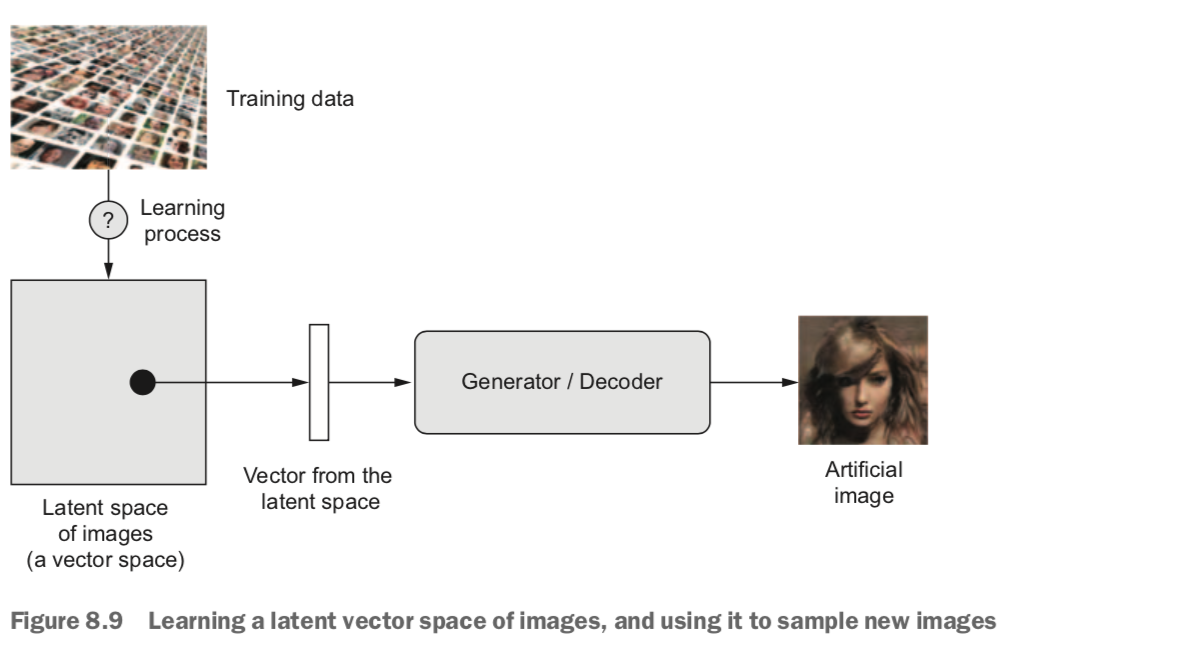 Training data
?
Learning
process
Generator / Decoder
Vector from the
latent space
Artificial
image
Latent space
of images
(a vector space)
Figure 8.9 Learning a latent vector space of images, and using it to sample new images